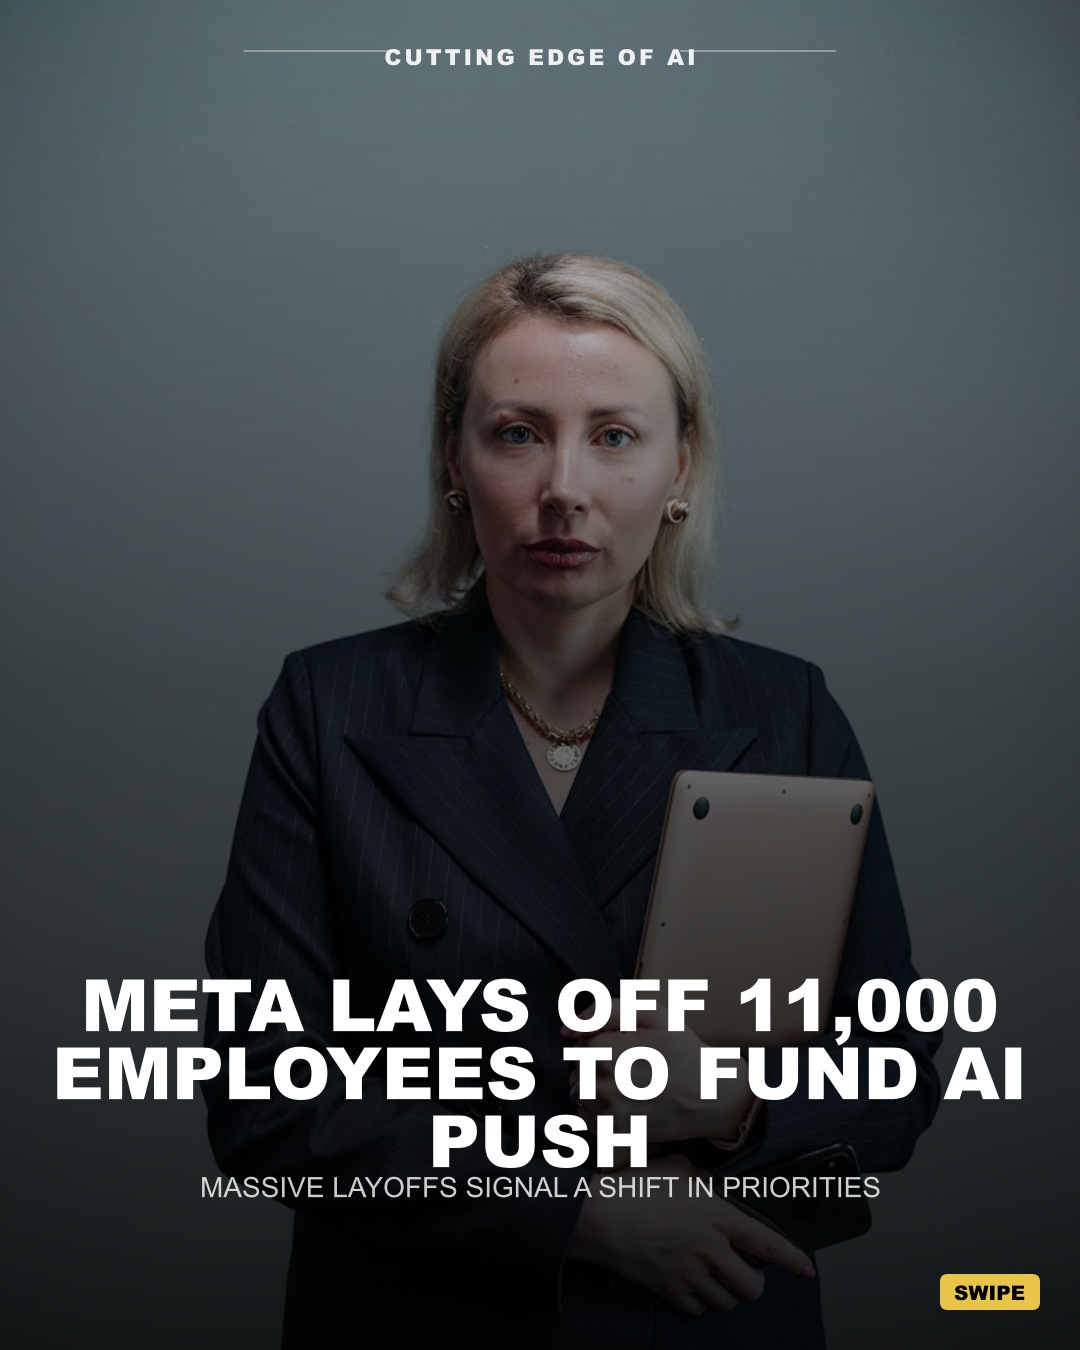 CUTTING EDGE OF AI
META LAYS OFF 11,000
EMPLOYEES TO FUND AI
PUSH
MASSIVE LAYOFFS SIGNAL A SHIFT IN PRIORITIES
SWIPE